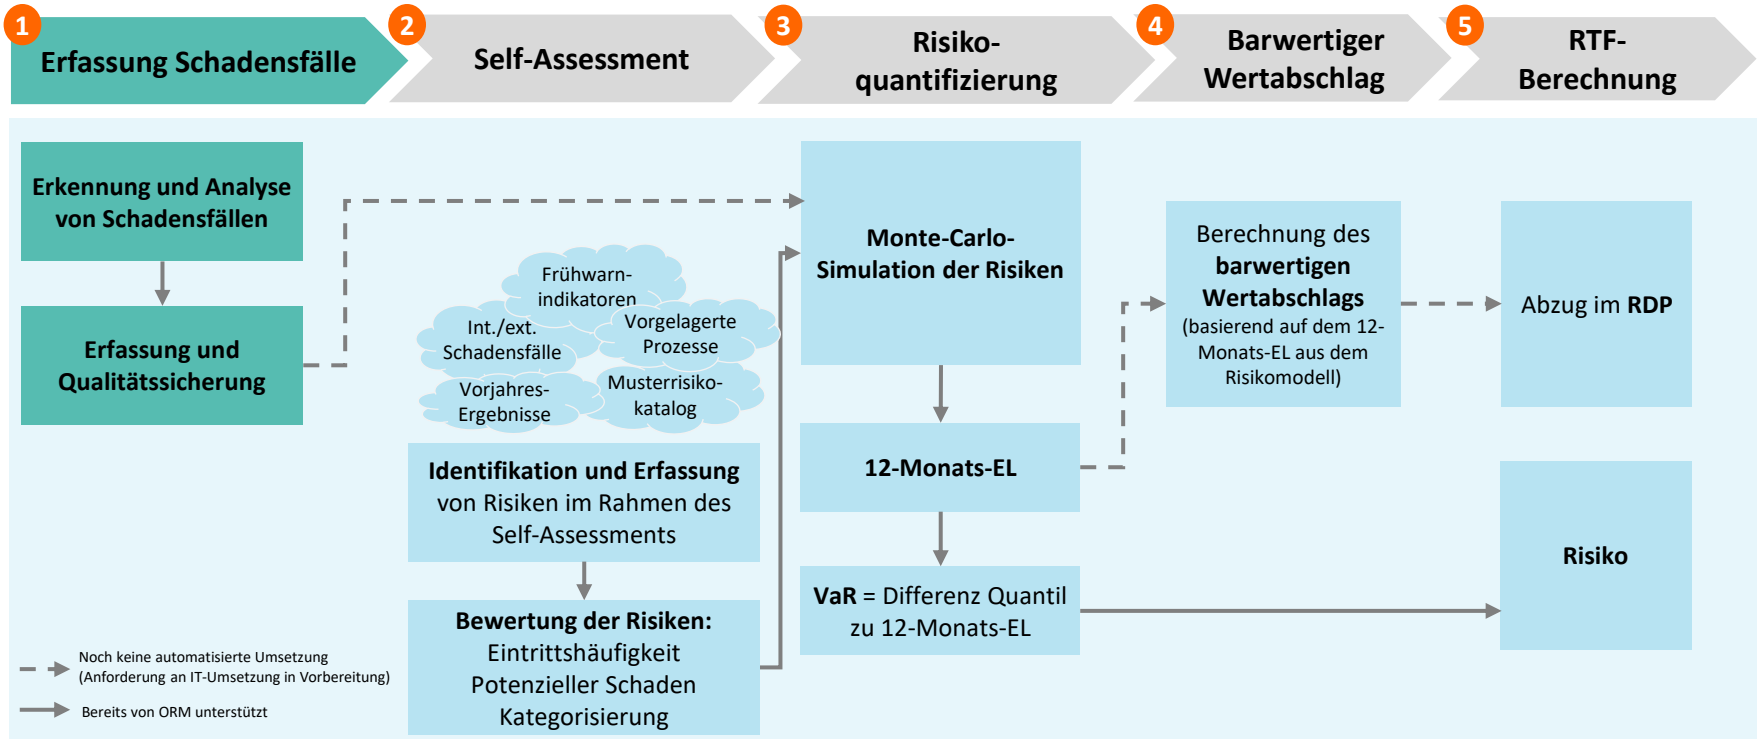 1
Erfassung Schadensfälle
2
Self-Assessment
3
Risiko-
quantifizierung
4
Barwertiger
Wertabschlag
5
RTF-
Berechnung
Erkennung und Analyse
von Schadensfällen
Erfassung und
Qualitätssicherung
Frühwarn-
indikatoren
Int./ext.
Schadensfälle
Vorgelagerte
Prozesse
Vorjahres-
Ergebnisse
Musterrisiko-
katalog
Identifikation und Erfassung
von Risiken im Rahmen des
Self-Assessments
Bewertung der Risiken:
Eintrittshäufigkeit
Potenzieller Schaden
Kategorisierung
Monte-Carlo-
Simulation der Risiken
12-Monats-EL
VaR = Differenz Quantil
zu 12-Monats-EL
Berechnung des
barwertigen
Wertabschlags
(basierend auf dem 12-
Monats-EL aus dem
Risikomodell)
Abzug im RDP
Risiko
Noch keine automatisierte Umsetzung
(Anforderung an IT-Umsetzung in Vorbereitung)
Bereits von ORM unterstützt